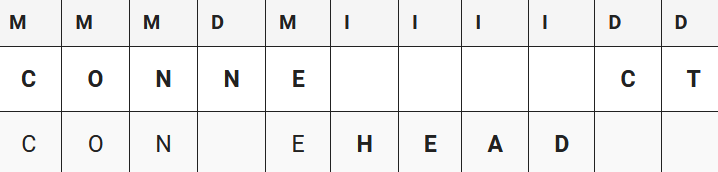 M M M D M I I I I D D
C O N N E C T
C O N E H E A D